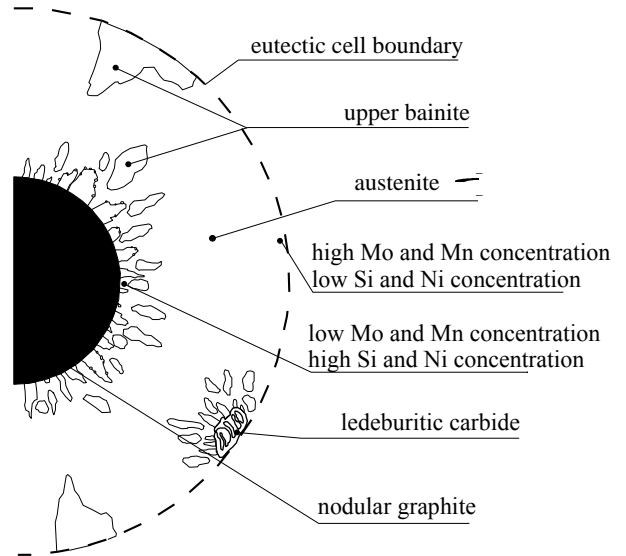 eutectic cell boundary
upper bainite
austenite
high Mo and Mn concentration
low Si and Ni concentration
low Mo and Mn concentration
high Si and Ni concentration
ledeburitic carbide
nodular graphite